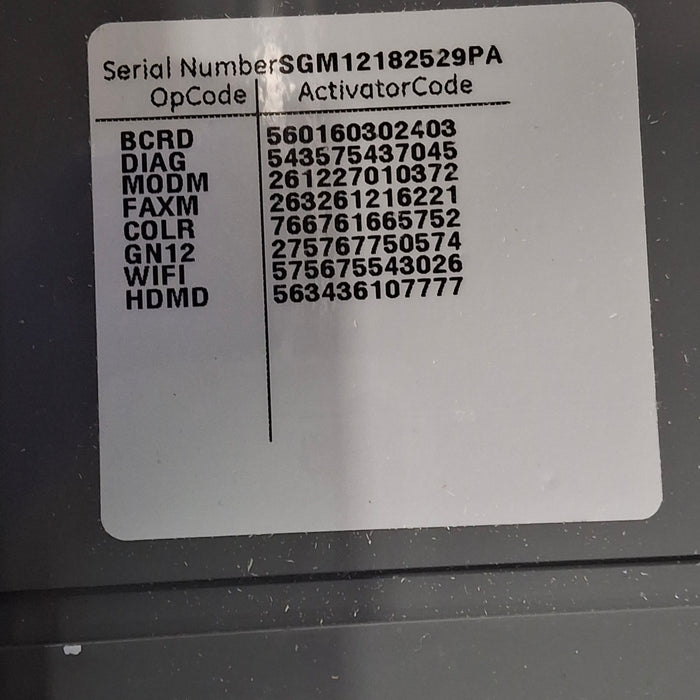 Serial NumberSGM12182529PA
OpCode ActivatorCode
BCRD 560160302403
DIAG 543575437045
MODM 261227010372
FAXM 263261216221
COLR 766761665752
GN12 275767750574
WIFI 575675543026
HDMD 563436107777